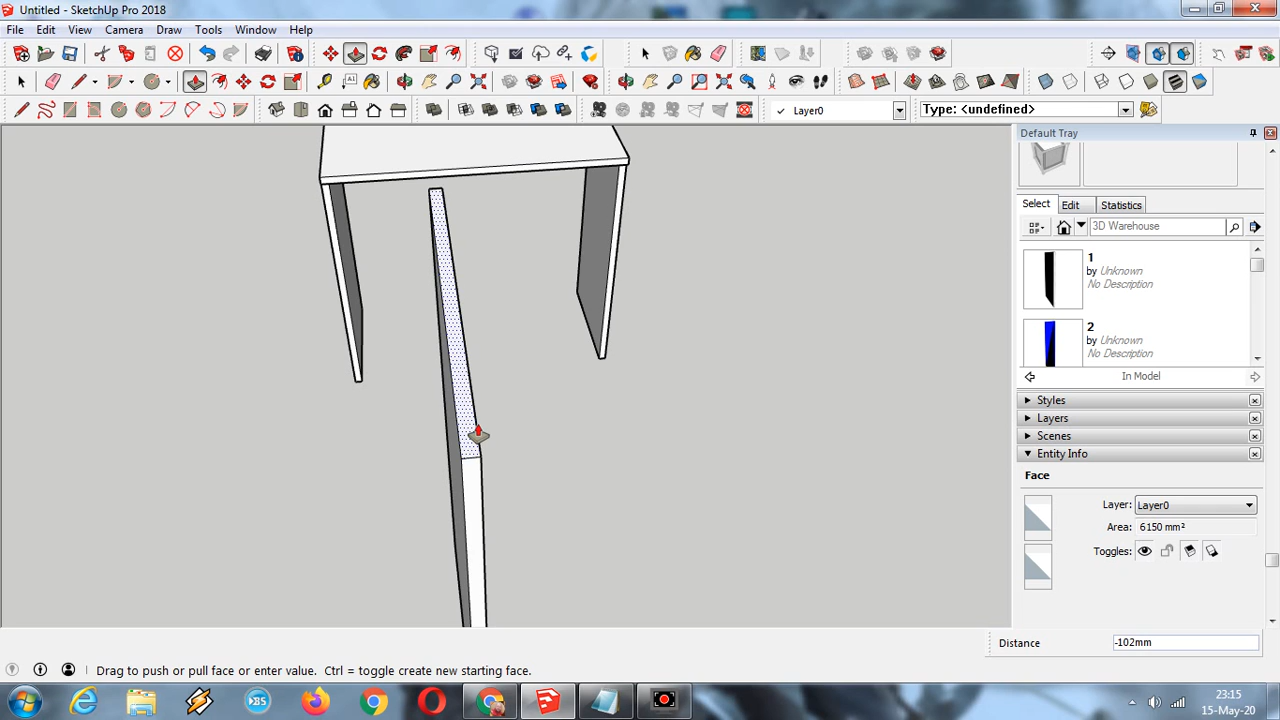 Untitled - SketchUp Pro 2018
File Edit View Camera Draw Tools Window Help
Layer0
Type: <undefined>
Default Tray
Select Edit Statistics
3D Warehouse
1
by Unknown
No Description
2
by Unknown
No Description
In Model
Styles
Layers
Scenes
Entity Info
Face
Layer: Layer0
Area: 6150 mm²
Toggles:
Distance -102mm
Drag to push or pull face or enter value. Ctrl = toggle create new starting face.
23:15
15-May-20